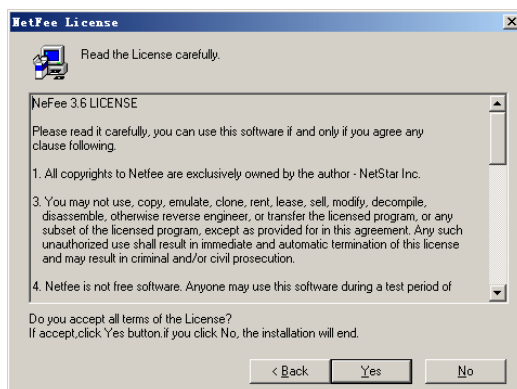 NetFee License
Read the License carefully.
NeFee 3.6 LICENSE
Please read it carefully, you can use this software if and only if you agree any
clause following.
1. All copyrights to Netfee are exclusively owned by the author - NetStar Inc.
3. You may not use, copy, emulate, clone, rent, lease, sell, modify, decompile,
disassemble, otherwise reverse engineer, or transfer the licensed program, or any
subset of the licensed program, except as provided for in this agreement. Any such
unauthorized use shall result in immediate and automatic termination of this license
and may result in criminal and/or civil prosecution.
4. Netfee is not free software. Anyone may use this software during a test period of
Do you accept all terms of the License?
If accept,click Yes button.if you click No, the installation will end.
< Back Yes No